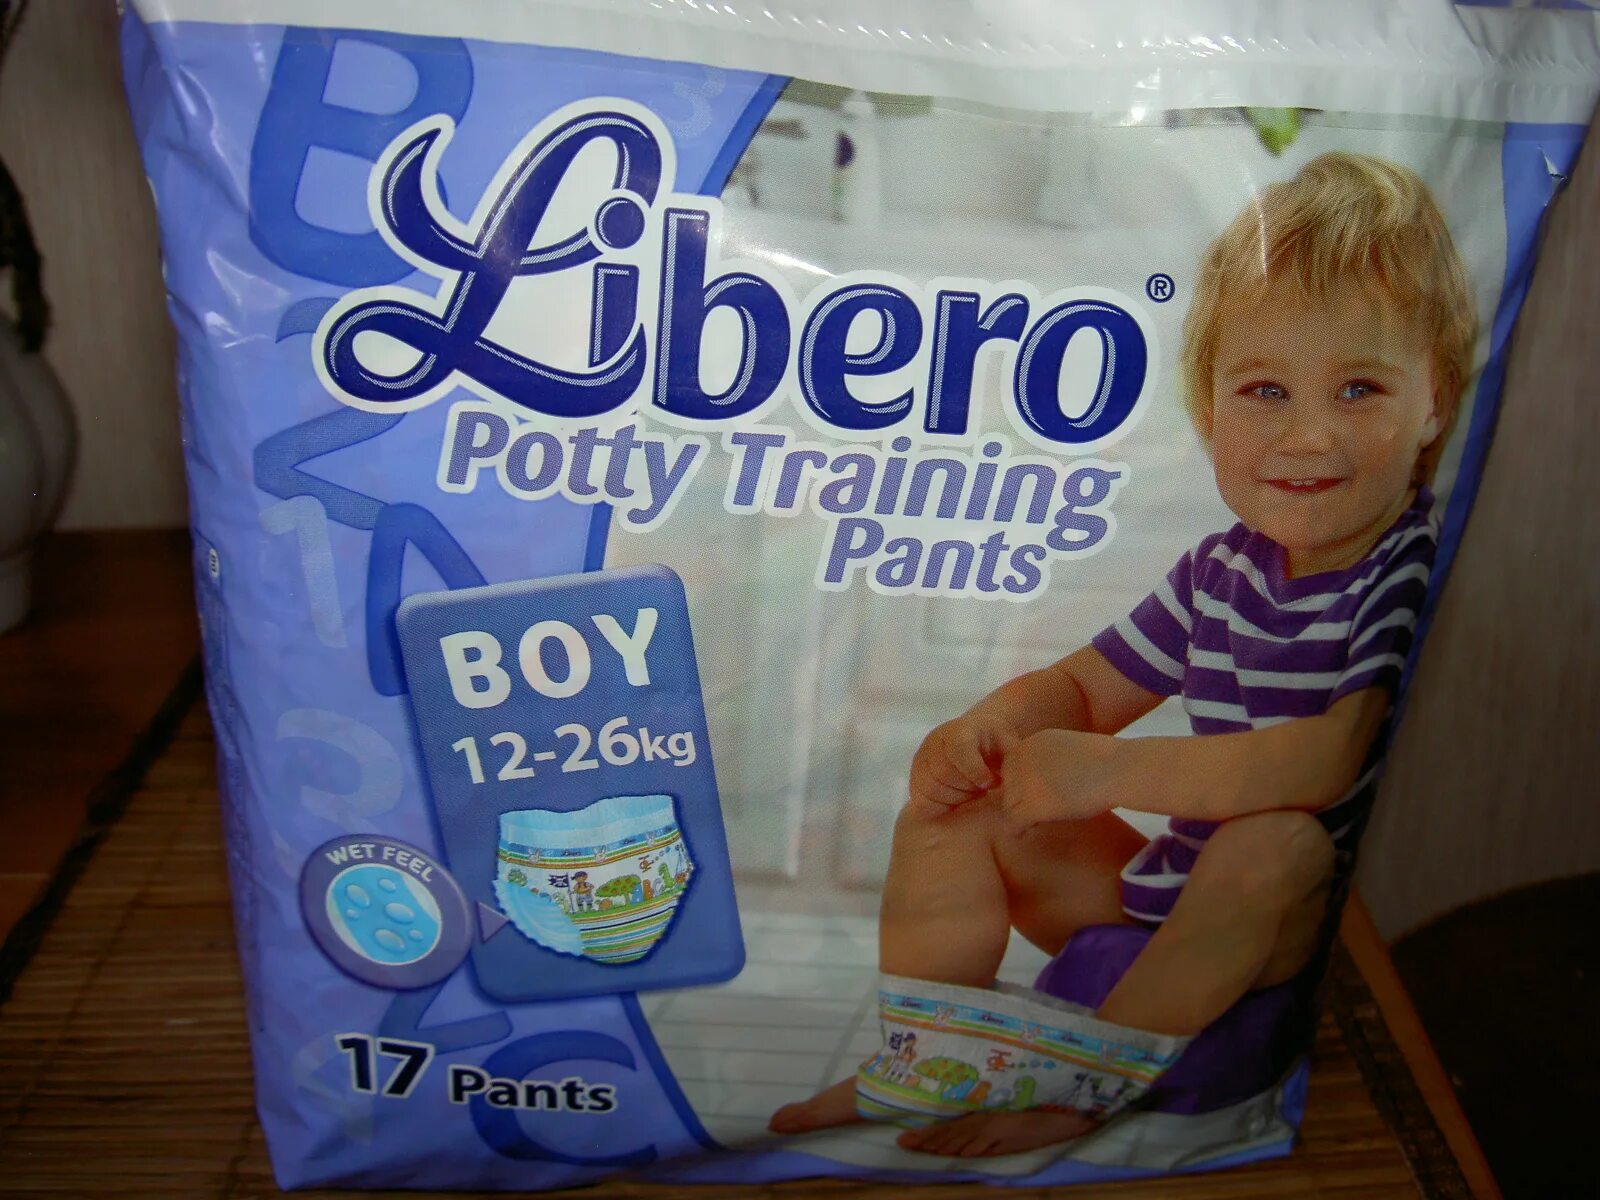 Libero®
Potty Training
Pants
BOY
12-26kg
WET FEEL
17 Pants